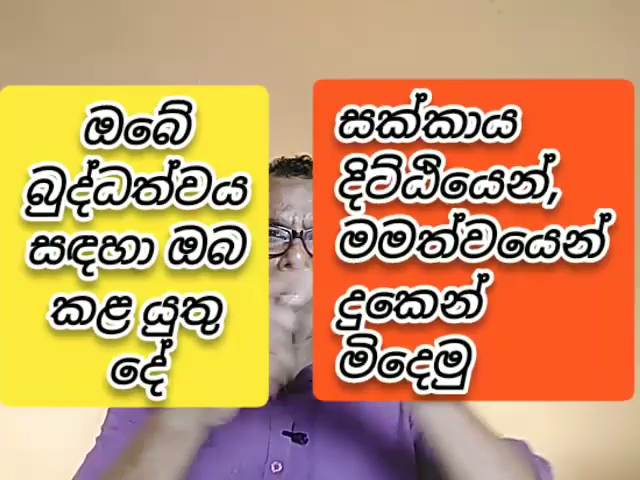 ඔබේ
බුද්ධත්වය
සඳහා ඔබ
කළ යුතු
දේ
සක්කාය
දිට්ඨියෙන්,
මමත්වයෙන්
දුකෙන්
මිදෙමු